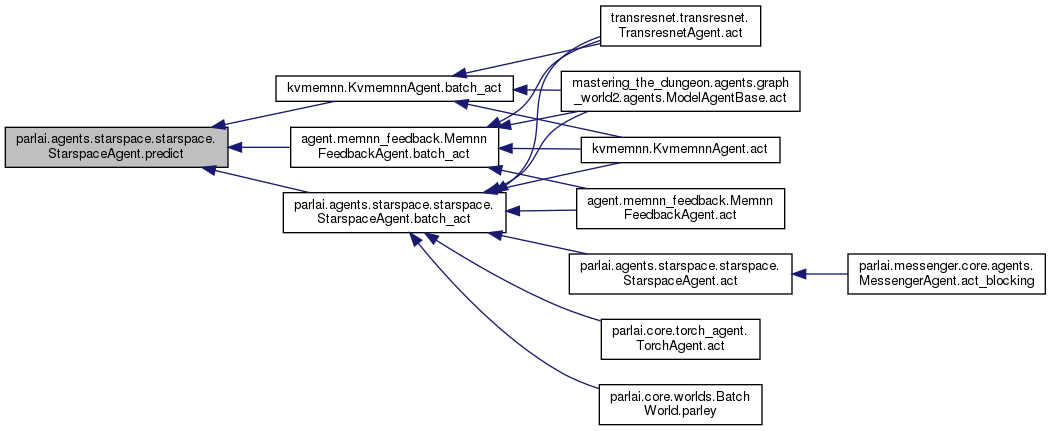 transresnet.transresnet.
TransresnetAgent.act
kvmemnn.KvmemnnAgent.batch_act
mastering_the_dungeon.agents.graph
_world2.agents.ModelAgentBase.act
parlai.agents.starspace.starspace.
StarspaceAgent.predict
agent.memnn_feedback.Memnn
FeedbackAgent.batch_act
kvmemnn.KvmemnnAgent.act
parlai.agents.starspace.starspace.
StarspaceAgent.batch_act
agent.memnn_feedback.Memnn
FeedbackAgent.act
parlai.agents.starspace.starspace.
StarspaceAgent.act
parlai.messenger.core.agents.
MessengerAgent.act_blocking
parlai.core.torch_agent.
TorchAgent.act
parlai.core.worlds.Batch
World.parley